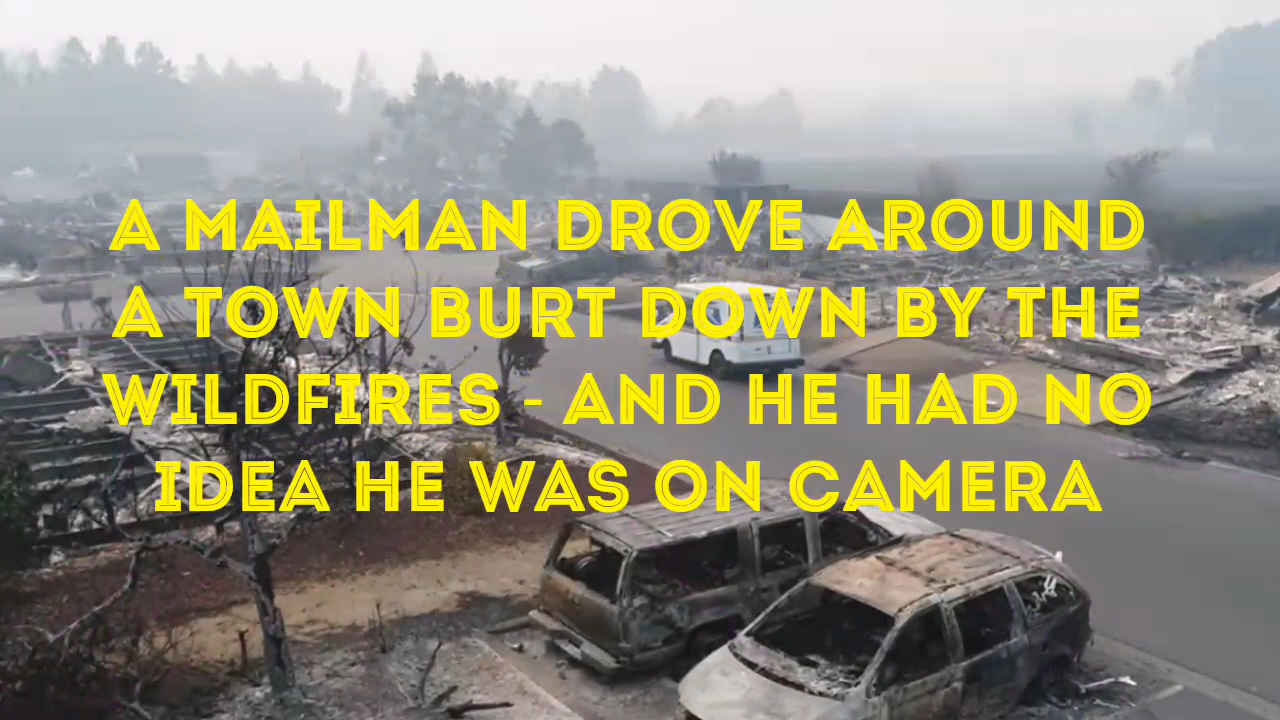 A MAILMAN DROVE AROUND
A TOWN BURT DOWN BY THE
WILDFIRES - AND HE HAD NO
IDEA HE WAS ON CAMERA